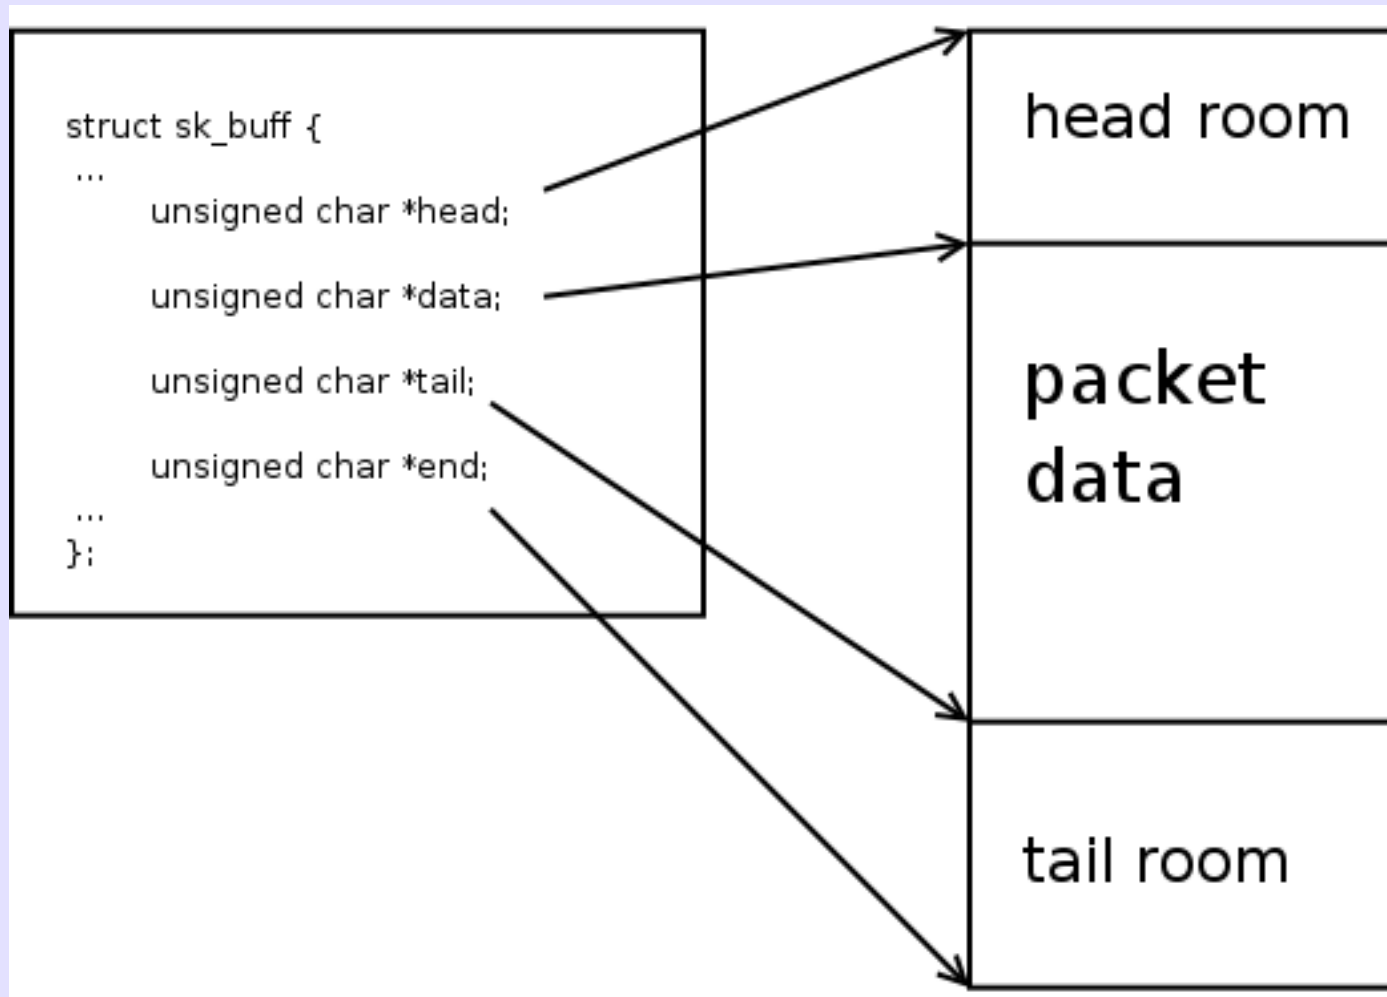 struct sk_buff {
...
unsigned char *head;
unsigned char *data;
unsigned char *tail;
unsigned char *end;
...
};
head room
packet
data
tail room